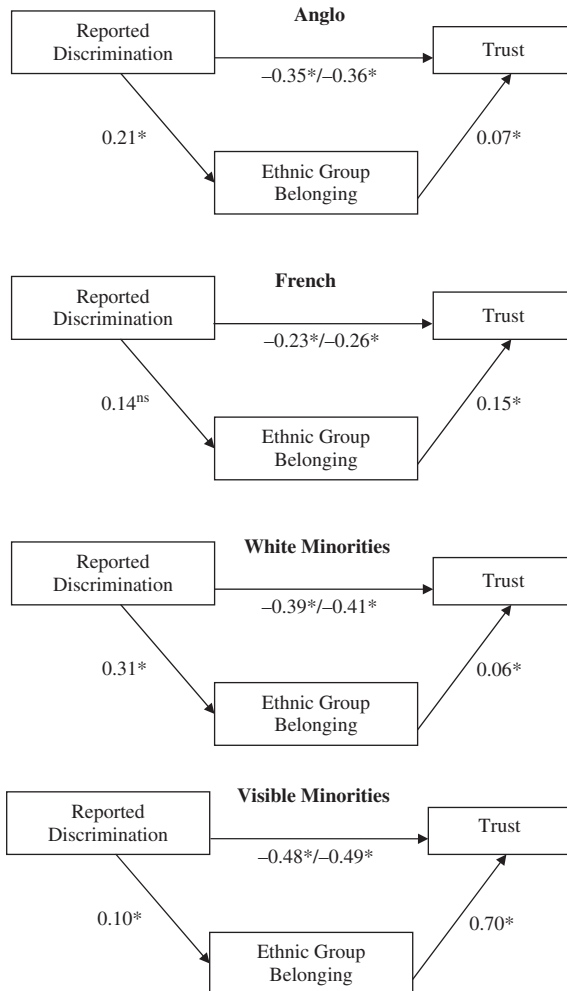 Anglo
Reported
Discrimination
Trust
–0.35*/–0.36*
0.21*
0.07*
Ethnic Group
Belonging
French
Reported
Discrimination
Trust
–0.23*/–0.26*
0.14ns
0.15*
Ethnic Group
Belonging
White Minorities
Reported
Discrimination
Trust
–0.39*/–0.41*
0.31*
0.06*
Ethnic Group
Belonging
Visible Minorities
Reported
Discrimination
Trust
–0.48*/–0.49*
0.10*
0.70*
Ethnic Group
Belonging